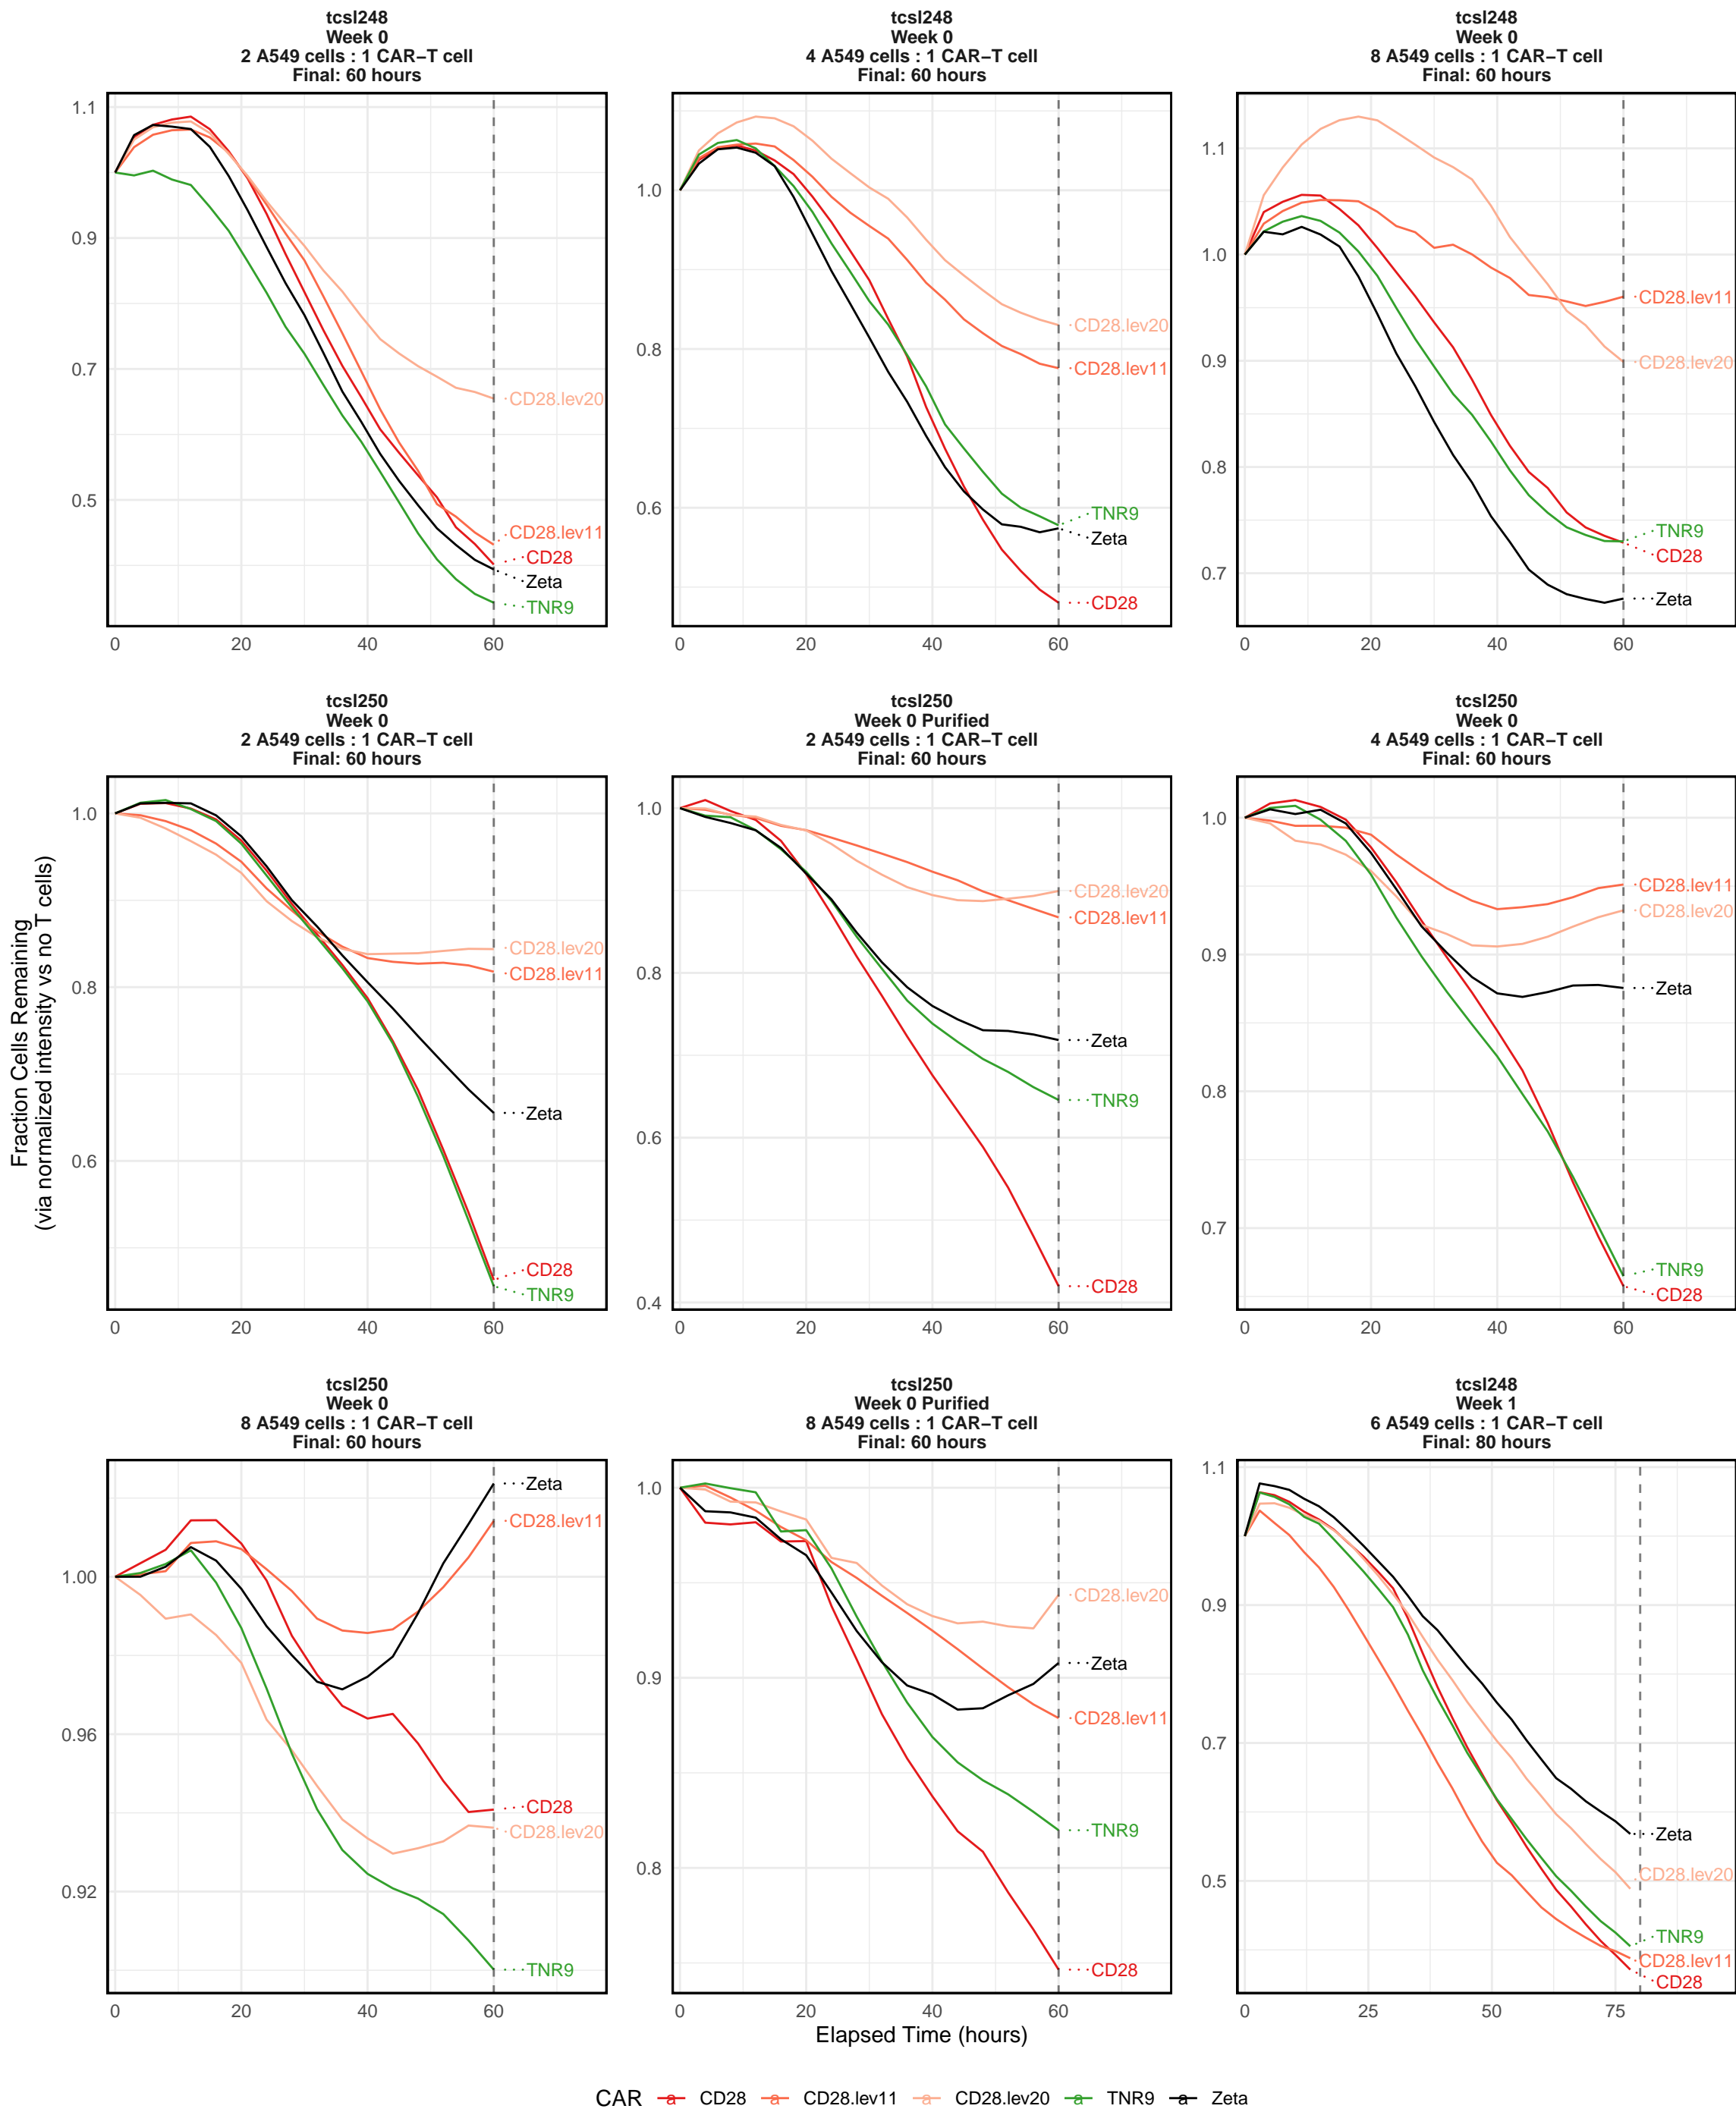 tcsl248
Week 0
2 A549 cells : 1 CAR−T cell
Final: 60 hours
1.1
0.9
0.7
0.5
CD28.lev20
CD28.lev11
CD28
Zeta
TNR9
0 20 40 60
tcsl248
Week 0
4 A549 cells : 1 CAR−T cell
Final: 60 hours
1.0
0.8
0.6
CD28.lev20
CD28.lev11
TNR9
Zeta
CD28
0 20 40 60
tcsl248
Week 0
8 A549 cells : 1 CAR−T cell
Final: 60 hours
1.1
1.0
0.9
0.8
0.7
CD28.lev11
CD28.lev20
TNR9
CD28
Zeta
0 20 40 60
Fraction Cells Remaining
(via normalized intensity vs no T cells)
tcsl250
Week 0
2 A549 cells : 1 CAR−T cell
Final: 60 hours
1.0
0.8
0.6
CD28.lev20
CD28.lev11
Zeta
CD28
TNR9
0 20 40 60
tcsl250
Week 0 Purified
2 A549 cells : 1 CAR−T cell
Final: 60 hours
1.0
0.8
0.6
0.4
CD28.lev20
CD28.lev11
Zeta
TNR9
CD28
0 20 40 60
tcsl250
Week 0
4 A549 cells : 1 CAR−T cell
Final: 60 hours
1.0
0.9
0.8
0.7
CD28.lev11
CD28.lev20
Zeta
TNR9
CD28
0 20 40 60
tcsl250
Week 0
8 A549 cells : 1 CAR−T cell
Final: 60 hours
1.00
0.96
0.92
Zeta
CD28.lev11
CD28
CD28.lev20
TNR9
0 20 40 60
tcsl250
Week 0 Purified
8 A549 cells : 1 CAR−T cell
Final: 60 hours
1.0
0.9
0.8
CD28.lev20
Zeta
CD28.lev11
TNR9
CD28
0 20 40 60
tcsl248
Week 1
6 A549 cells : 1 CAR−T cell
Final: 80 hours
1.1
0.9
0.7
0.5
Zeta
CD28.lev20
TNR9
CD28.lev11
CD28
0 25 50 75
Elapsed Time (hours)
CAR a CD28 a CD28.lev11 a CD28.lev20 a TNR9 a Zeta